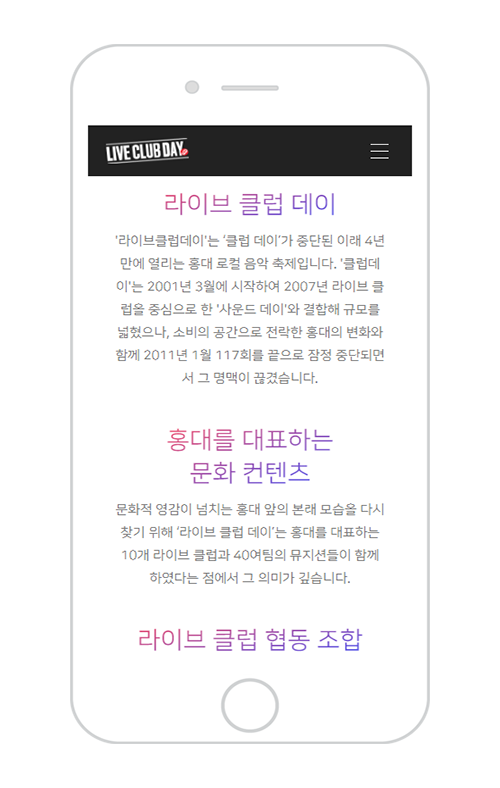 LIVE CLUB DAY
라이브 클럽 데이
'라이브클럽데이'는 ‘클럽 데이’가 중단된 이래 4년
만에 열리는 홍대 로컬 음악 축제입니다. '클럽데
이'는 2001년 3월에 시작하여 2007년 라이브 클
럽을 중심으로 한 '사운드 데이'와 결합해 규모를
넓혔으나, 소비의 공간으로 전락한 홍대의 변화와
함께 2011년 1월 117회를 끝으로 잠정 중단되면
서 그 명맥이 끊겼습니다.
홍대를 대표하는
문화 컨텐츠
문화적 영감이 넘치는 홍대 앞의 본래 모습을 다시
찾기 위해 ‘라이브 클럽 데이’는 홍대를 대표하는
10개 라이브 클럽과 40여팀의 뮤지션들이 함께
하였다는 점에서 그 의미가 깊습니다.
라이브 클럽 협동 조합